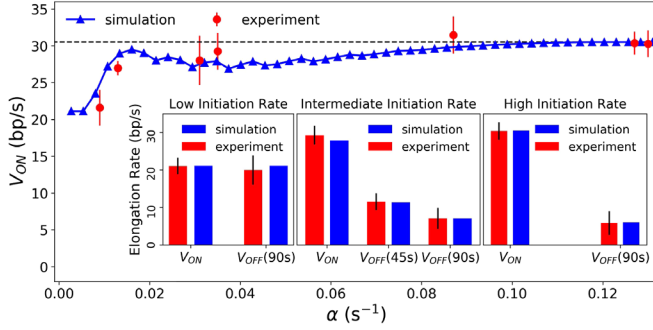 simulation
experiment
V_ON (bp/s)
35
30
25
20
15
10
5
0
0.00
0.02
0.04
0.06
0.08
0.10
0.12
α (s⁻¹)
Low Initiation Rate
Intermediate Initiation Rate
High Initiation Rate
Elongation Rate (bp/s)
30
20
10
0
simulation
experiment
simulation
experiment
simulation
experiment
V_ON
V_OFF(90s)
V_ON
V_OFF(45s)
V_OFF(90s)
V_ON
V_OFF(90s)